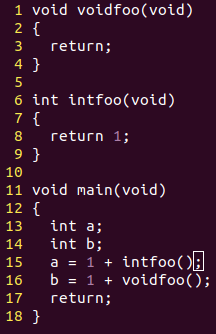 1 void voidfoo(void)
2 {
3   return;
4 }
5
6 int intfoo(void)
7 {
8   return 1;
9 }
10
11 void main(void)
12 {
13   int a;
14   int b;
15   a = 1 + intfoo();
16   b = 1 + voidfoo();
17   return;
18 }